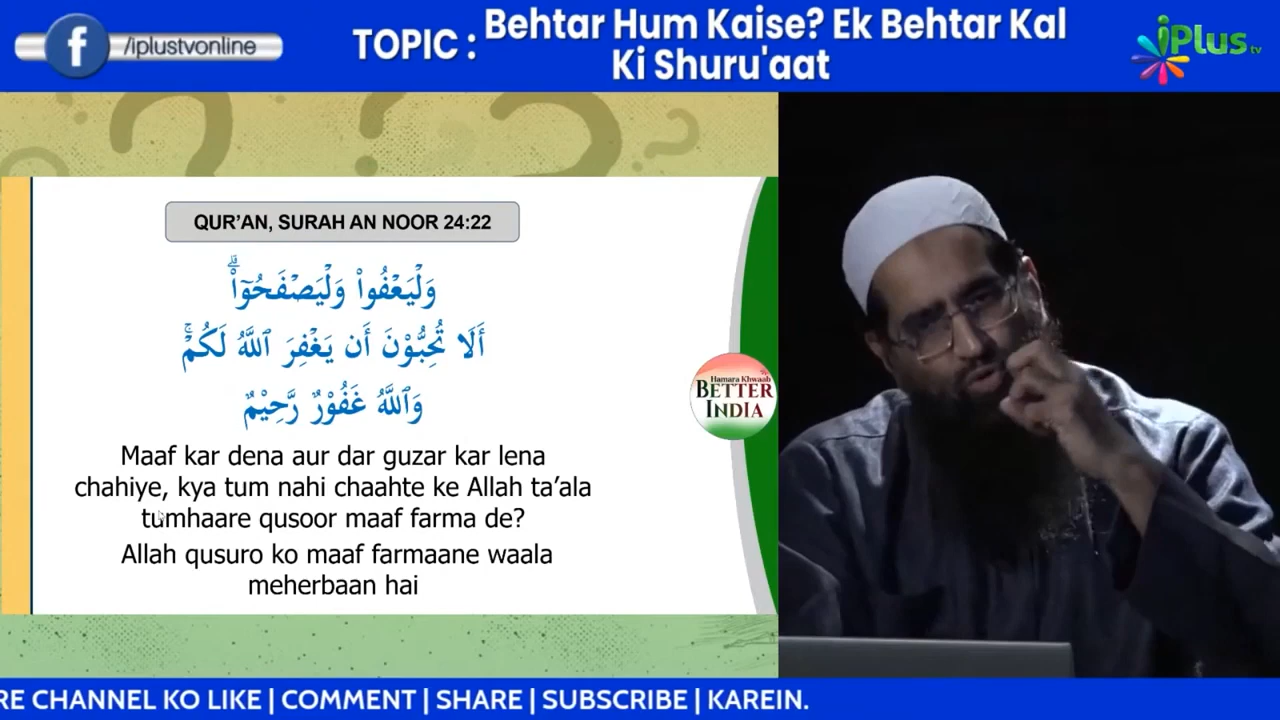 /iplustvonline
TOPIC : Behtar Hum Kaise? Ek Behtar Kal
Ki Shuru'aat
iPlus tv
QUR'AN, SURAH AN NOOR 24:22
وَلْيَعْفُوا۟ وَلْيَصْفَحُوٓا۟ ۗ
أَلَا تُحِبُّوْنَ أَن يَغْفِرَ ٱللَّهُ لَكُمْ ۚ
وَٱللَّهُ غَفُوْرٌ رَّحِيْمٌ
Maaf kar dena aur dar guzar kar lena
chahiye, kya tum nahi chaahte ke Allah ta'ala
tumhaare qusoor maaf farma de?
Allah qusuro ko maaf farmaane waala
meherbaan hai
Hamara Khwaab
BETTER
INDIA
RE CHANNEL KO LIKE | COMMENT | SHARE | SUBSCRIBE | KAREIN.